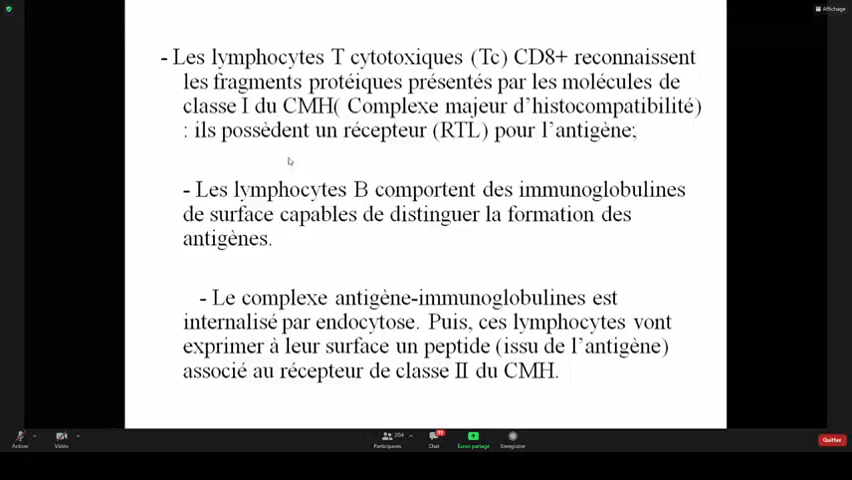 Affichage
- Les lymphocytes T cytotoxiques (Tc) CD8+ reconnaissent
les fragments protéiques présentés par les molécules de
classe I du CMH( Complexe majeur d’histocompatibilité)
: ils possèdent un récepteur (RTL) pour l’antigène;
- Les lymphocytes B comportent des immunoglobulines
de surface capables de distinguer la formation des
antigènes.
- Le complexe antigène-immunoglobulines est
internalisé par endocytose. Puis, ces lymphocytes vont
exprimer à leur surface un peptide (issu de l’antigène)
associé au récepteur de classe II du CMH.
Activer
Vidéo
264
Participants
Chat
Écran partagé
Enregistrer
Quitter